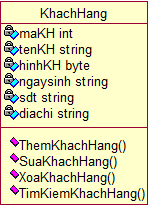 KhachHang
maKH int
tenKH string
hinhKH byte
ngaysinh string
sdt string
diachi string
ThemKhachHang()
SuaKhachHang()
XoaKhachHang()
TimKiemKhachHang()